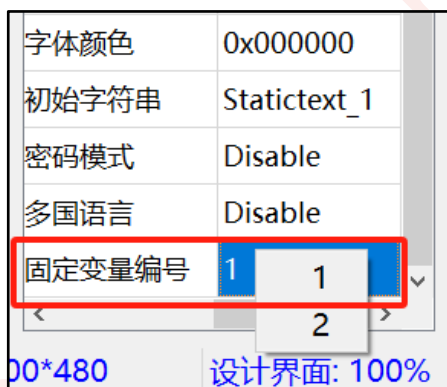 字体颜色 0x000000
初始字符串 Statictext_1
密码模式 Disable
多国语言 Disable
固定变量编号 1
1
2
00*480 设计界面: 100%